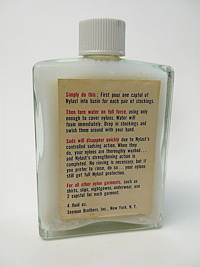 Simply do this: First pour one capful of
Nylast into basin for each pair of stockings.
Then turn water on full force, using only
enough to cover nylons. Water will
foam immediately. Drop in stockings and
swish them around with your hand.
Suds will disappear quickly due to Nylast's
controlled sudsing action. When they
do, your nylons are thoroughly washed...
and Nylast's strengthening action is
completed. No rinsing is necessary, but if
you prefer to rinse, do so... your nylons
still get full Nylast protection.
For all other nylon garments, such as
shirts, slips, nightgowns, underwear, use
2 capfuls for each garment.
4 fluid oz.
Seeman Brothers, Inc., New York, N. Y.